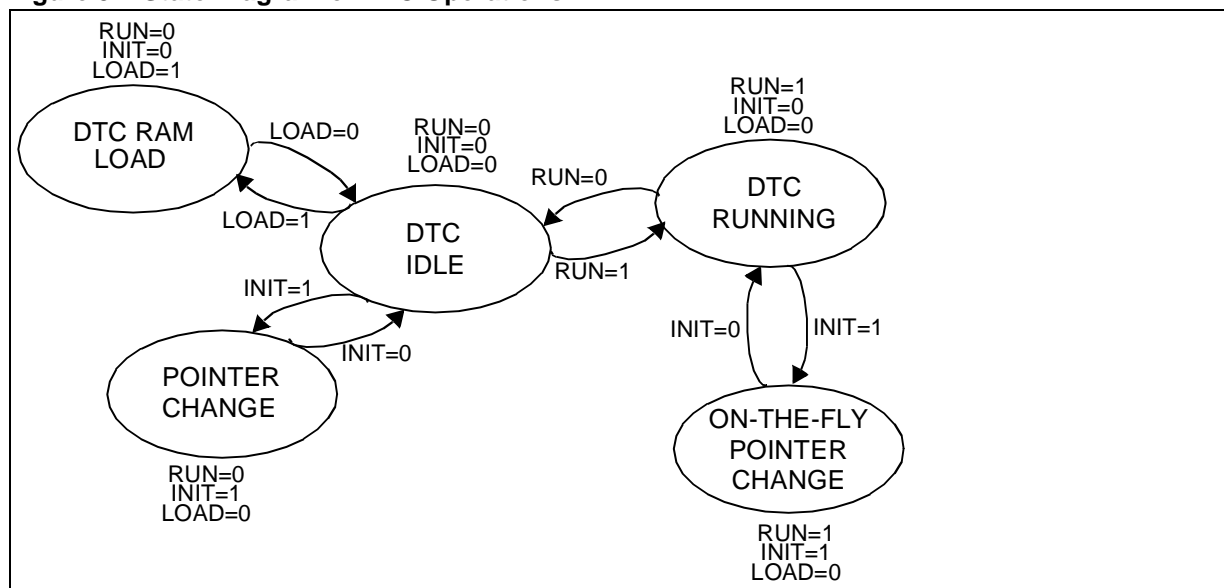 RUN=0
INIT=0
LOAD=1
DTC RAM
LOAD
LOAD=0
LOAD=1
RUN=0
INIT=0
LOAD=0
DTC
IDLE
RUN=0
RUN=1
RUN=1
INIT=0
LOAD=0
DTC
RUNNING
INIT=1
INIT=0
POINTER
CHANGE
RUN=0
INIT=1
LOAD=0
INIT=0
INIT=1
ON-THE-FLY
POINTER
CHANGE
RUN=1
INIT=1
LOAD=0